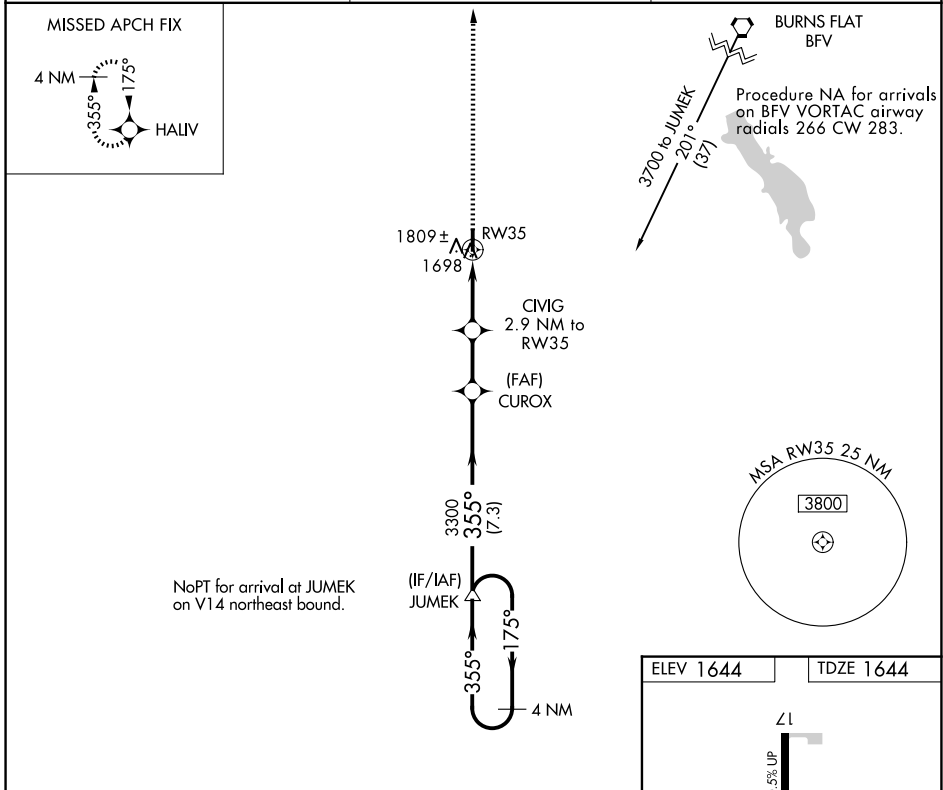 MISSED APCH FIX
4 NM
355°
175°
HALIV
BURNS FLAT
BFV
3700 to JUMEK
201°
(37)
Procedure NA for arrivals
on BFV VORTAC airway
radials 266 CW 283.
1809±
1698
RW35
CIVIG
2.9 NM to
RW35
(FAF)
CUROX
3300
355°
(7.3)
MSA RW35 25 NM
3800
NoPT for arrival at JUMEK
on V14 northeast bound.
(IF/IAF)
JUMEK
355°
175°
4 NM
ELEV 1644
TDZE 1644
17
.5% UP